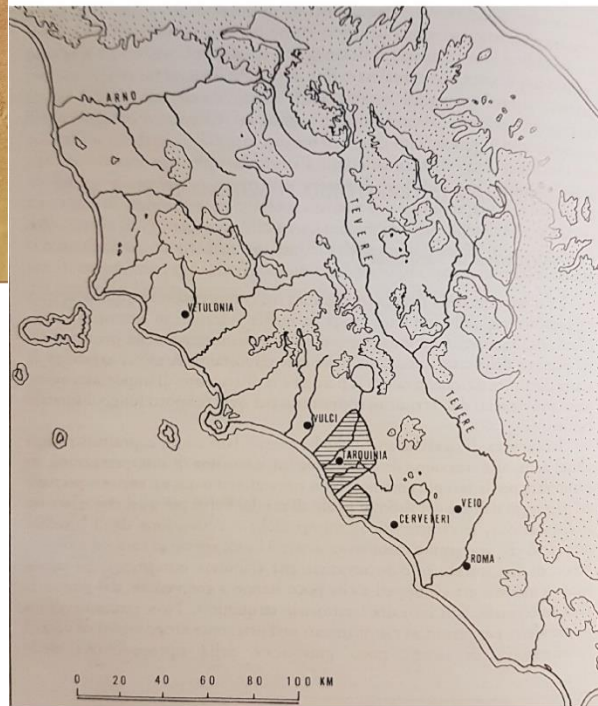 ARNO
TEVERE
VETULONIA
TEVERE
VULCI
TARQUINIA
VEIO
CERVETERI
ROMA
0 20 40 60 80 100 KM